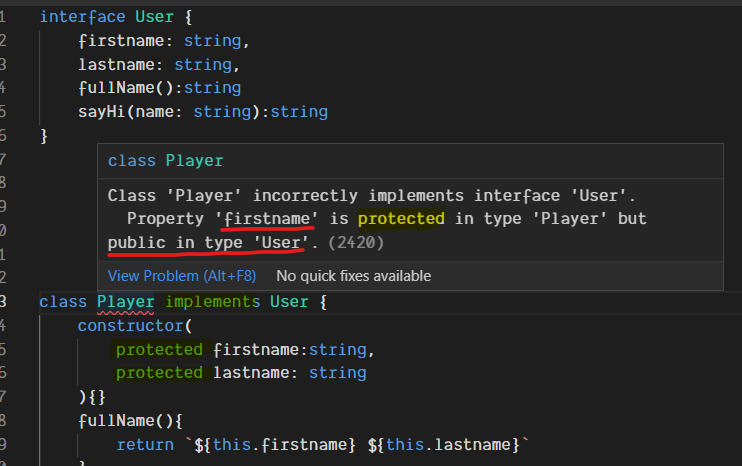 1 interface User {
2 firstname: string,
3 lastname: string,
4 fullName():string
5 sayHi(name: string):string
6 }
7 class Player
8 Class 'Player' incorrectly implements interface 'User'.
9 Property 'firstname' is protected in type 'Player' but
0 public in type 'User'. (2420)
1
2 View Problem (Alt+F8) No quick fixes available
3 class Player implements User {
4 constructor(
5 protected firstname:string,
6 protected lastname: string
7 ){}
8 fullName(){
9 return `${this.firstname} ${this.lastname}`